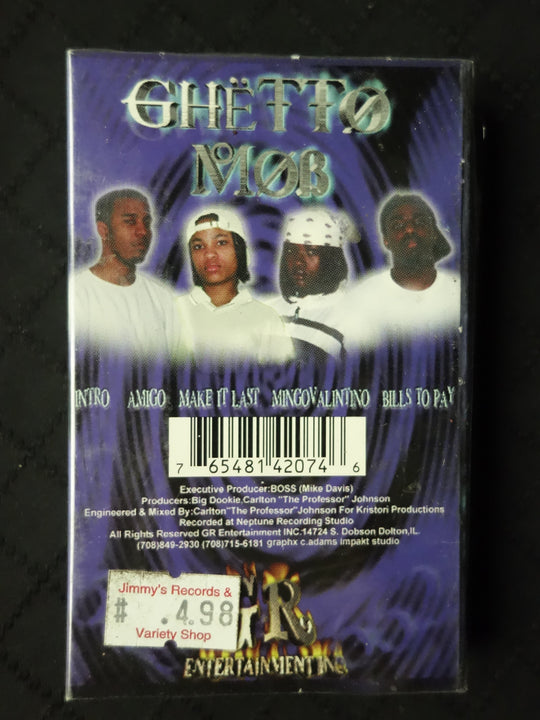 GHËTTØ
MØB
INTRO AMIGO MAKE IT LAST MINGOVALINTINO BILLS TO PAY
7 65481 42074 6
Executive Producer:BOSS (Mike Davis)
Producers:Big Dookie,Carlton "The Professor" Johnson
Engineered & Mixed By:Carlton"The Professor"Johnson For Kristori Productions
Recorded at Neptune Recording Studio
All Rights Reserved GR Entertainment INC.14724 S. Dobson Dolton,IL.
(708)849-2930 (708)715-6181 graphx c.adams impakt studio
Jimmy's Records &
# .4.98
Variety Shop
GR
ENTERTAINMENT INC.